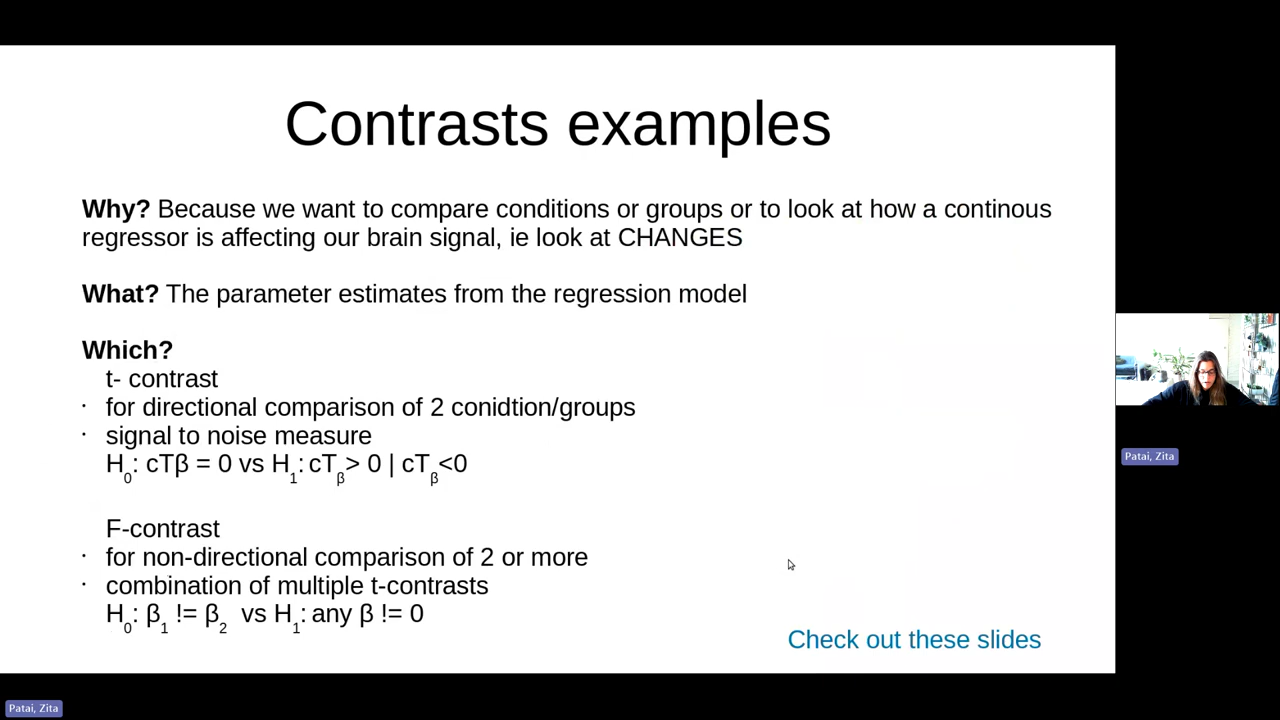 Contrasts examples
Why? Because we want to compare conditions or groups or to look at how a continous
regressor is affecting our brain signal, ie look at CHANGES
What? The parameter estimates from the regression model
Which?
t- contrast
· for directional comparison of 2 conidtion/groups
· signal to noise measure
H0: cTβ = 0 vs H1: cTβ> 0 | cTβ<0
F-contrast
· for non-directional comparison of 2 or more
· combination of multiple t-contrasts
H0: β1 != β2 vs H1: any β != 0
Check out these slides
Patai, Zita
Patai, Zita